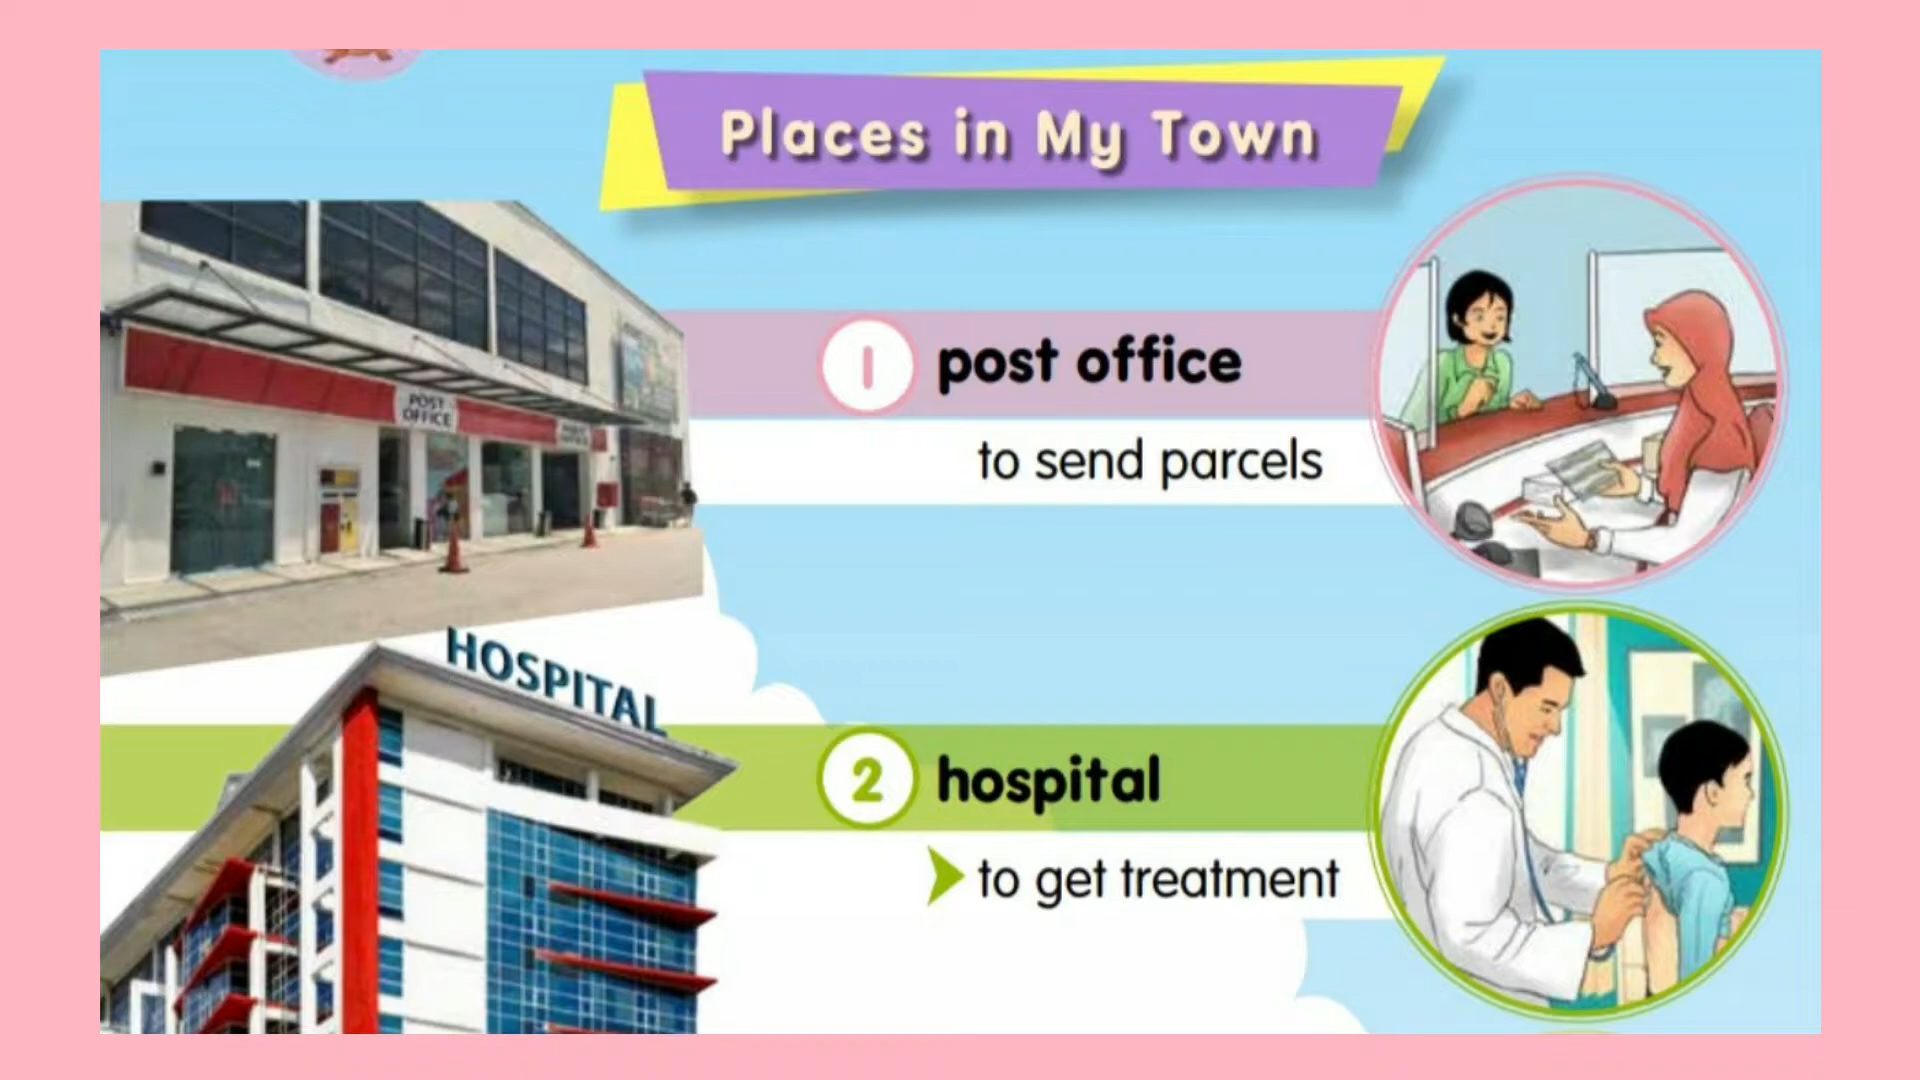 Places in My Town
POST
OFFICE
1 post office
to send parcels
HOSPITAL
2 hospital
to get treatment